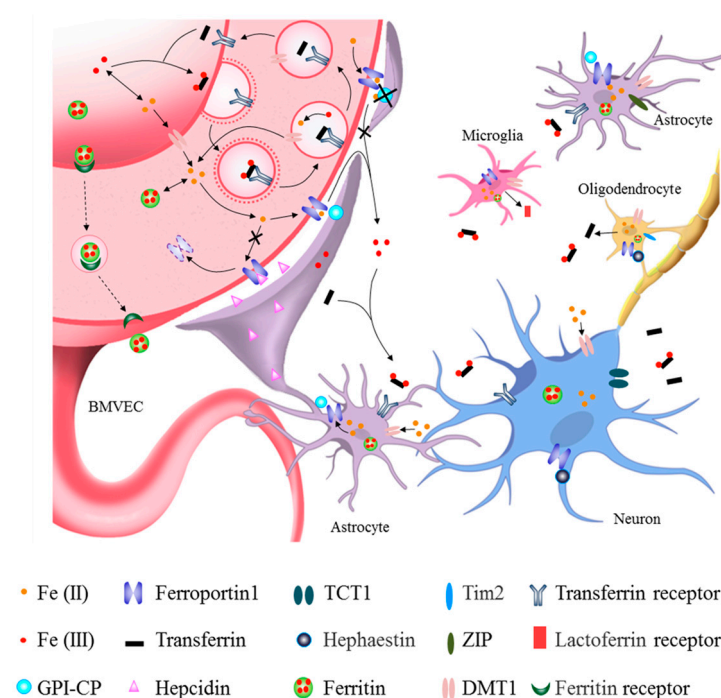 Astrocyte
Microglia
Oligodendrocyte
BMVEC
Astrocyte
Neuron
Fe (II) Ferroportin1 TCT1 Tim2 Transferrin receptor
Fe (III) Transferrin Hephaestin ZIP Lactoferrin receptor
GPI-CP Hepcidin Ferritin DMT1 Ferritin receptor